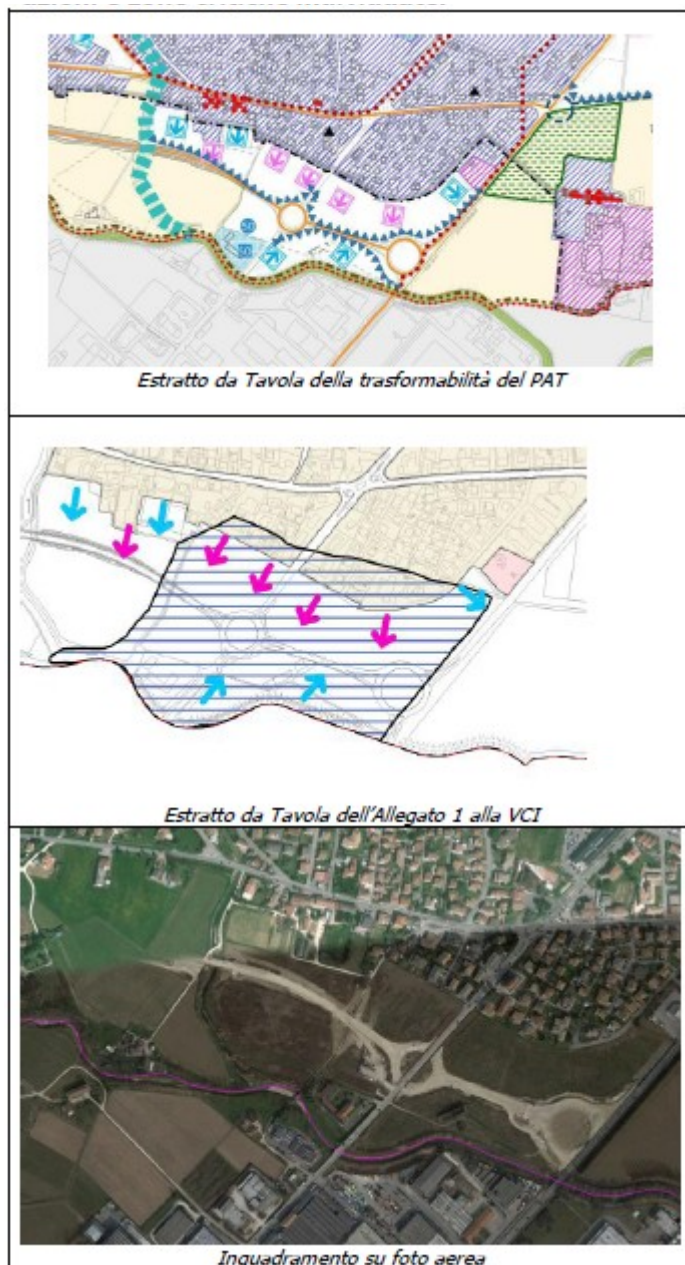 Estratto da Tavola della trasformabilità del PAT
Estratto da Tavola dell'Allegato 1 alla VCI
Inquadramento su foto aerea